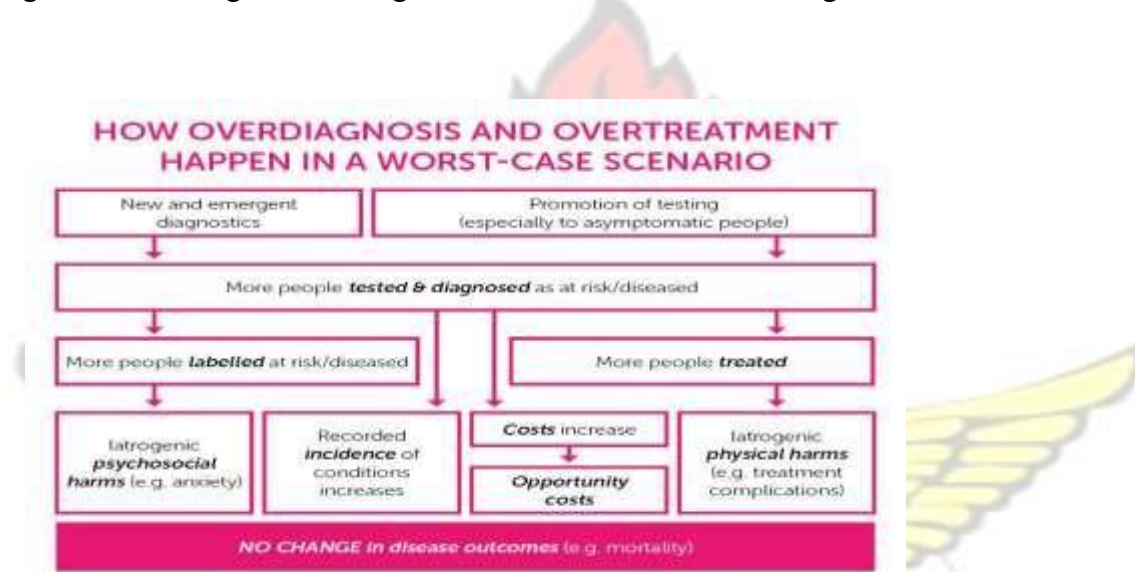 HOW OVERDIAGNOSIS AND OVERTREATMENT
HAPPEN IN A WORST-CASE SCENARIO
New and emergent
diagnostics
Promotion of testing
(especially to asymptomatic people)
More people tested & diagnosed as at risk/diseased
More people labelled at risk/diseased
More people treated
Iatrogenic
psychosocial
harms (e.g. anxiety)
Recorded
incidence of
conditions
increases
Costs increase
Opportunity
costs
Iatrogenic
physical harms
(e.g. treatment
complications)
NO CHANGE in disease outcomes (e.g. mortality)